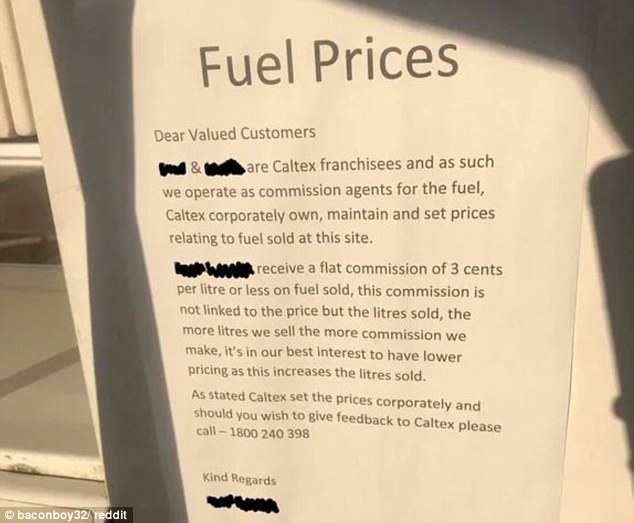 Fuel Prices
Dear Valued Customers
& are Caltex franchisees and as such
we operate as commission agents for the fuel,
Caltex corporately own, maintain and set prices
relating to fuel sold at this site.
receive a flat commission of 3 cents
per litre or less on fuel sold, this commission is
not linked to the price but the litres sold, the
more litres we sell the more commission we
make, it's in our best interest to have lower
pricing as this increases the litres sold.
As stated Caltex set the prices corporately and
should you wish to give feedback to Caltex please
call – 1800 240 398
Kind Regards
© baconboy32/ reddit